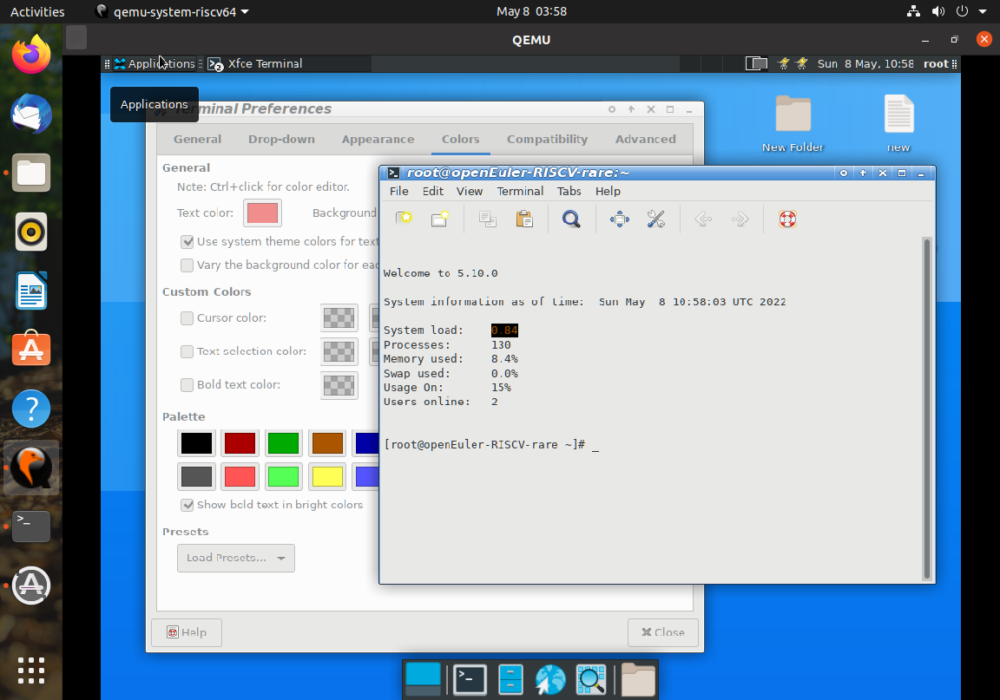 Activities qemu-system-riscv64 May 8 03:58
QEMU
Applications 2 Xfce Terminal Sun 8 May, 10:58 root
Applications
Terminal Preferences
General Drop-down Appearance Colors Compatibility Advanced
General
Note: Ctrl+click for color editor.
Text color: Background
Use system theme colors for text
Vary the background color for
Custom Colors
Cursor color:
Text selection color:
Bold text color:
Palette
Show bold text in bright colors
Presets
Load Presets...
Help Close
New Folder
new
root@openEuler-RISCV-rare:~
File Edit View Terminal Tabs Help
Welcome to 5.10.0
System information as of time: Sun May 8 10:58:03 UTC 2022
System load: 0.84
Processes: 130
Memory used: 8.4%
Swap used: 0.0%
Usage On: 15%
Users online: 2
[root@openEuler-RISCV-rare ~]# _